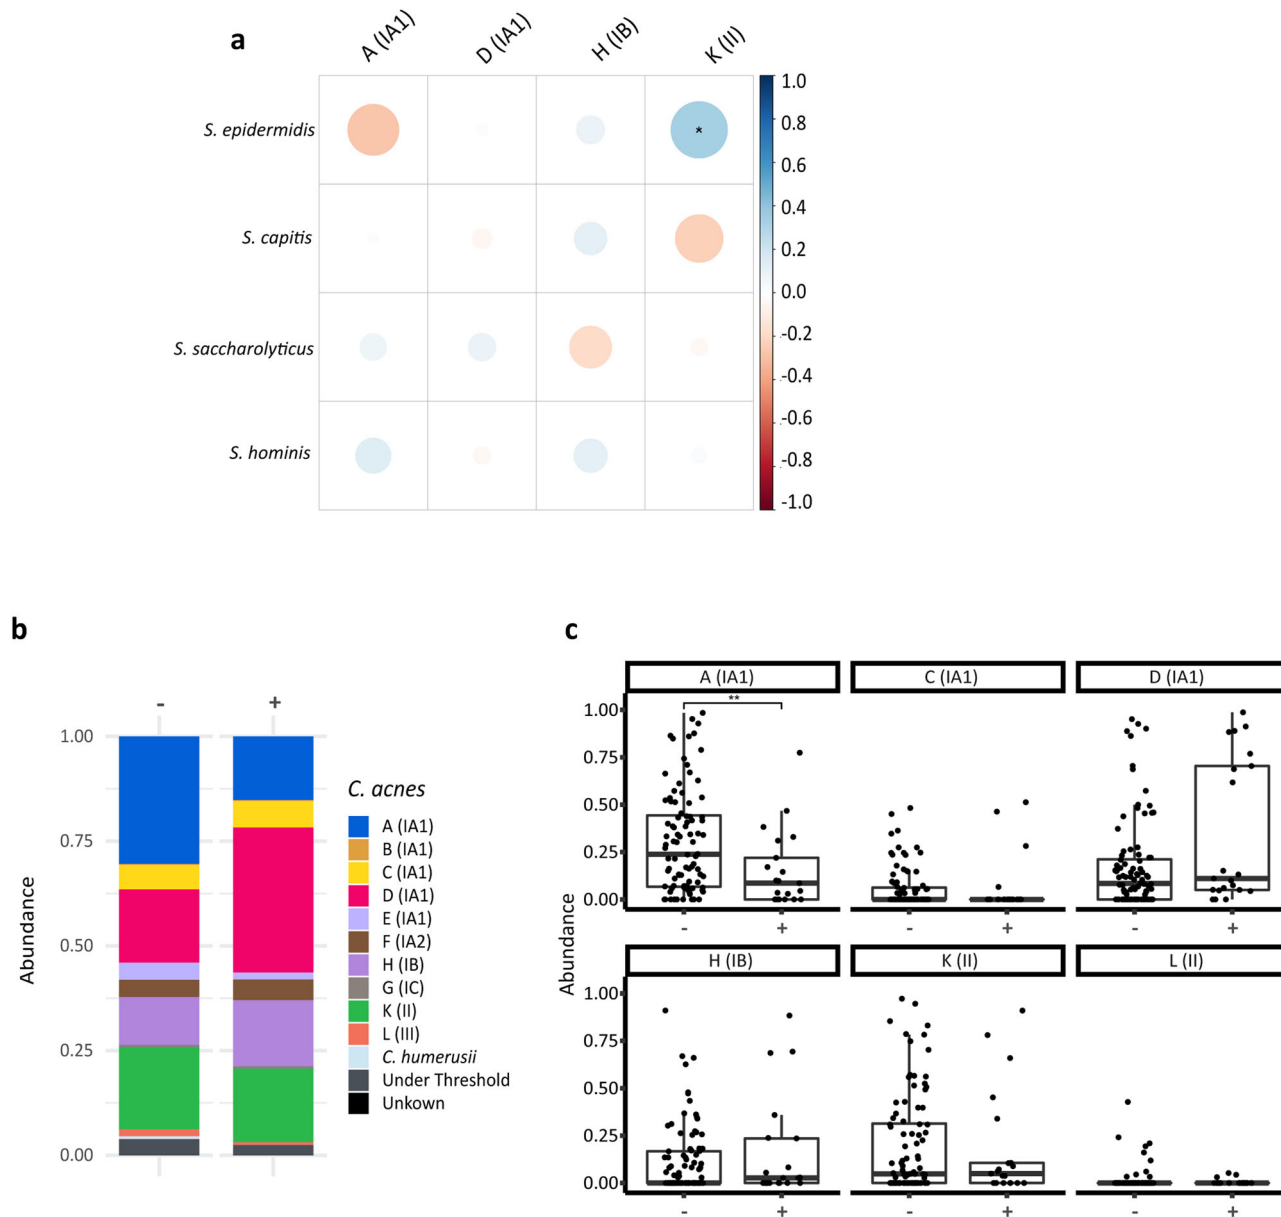 a
A (IA1) D (IA1) H (IB) K (II)
S. epidermidis
*
S. capitis
S. saccharolyticus
S. hominis
1.0
0.8
0.6
0.4
0.2
0.0
-0.2
-0.4
-0.6
-0.8
-1.0
b
- +
1.00
0.75
0.50
0.25
0.00
Abundance
C. acnes
A (IA1)
B (IA1)
C (IA1)
D (IA1)
E (IA1)
F (IA2)
H (IB)
G (IC)
K (II)
L (III)
C. humerusii
Under Threshold
Unkown
c
A (IA1) C (IA1) D (IA1)
**
1.00
0.75
0.50
0.25
0.00
- + - + - +
Abundance
H (IB) K (II) L (II)
1.00
0.75
0.50
0.25
0.00
- + - + - +